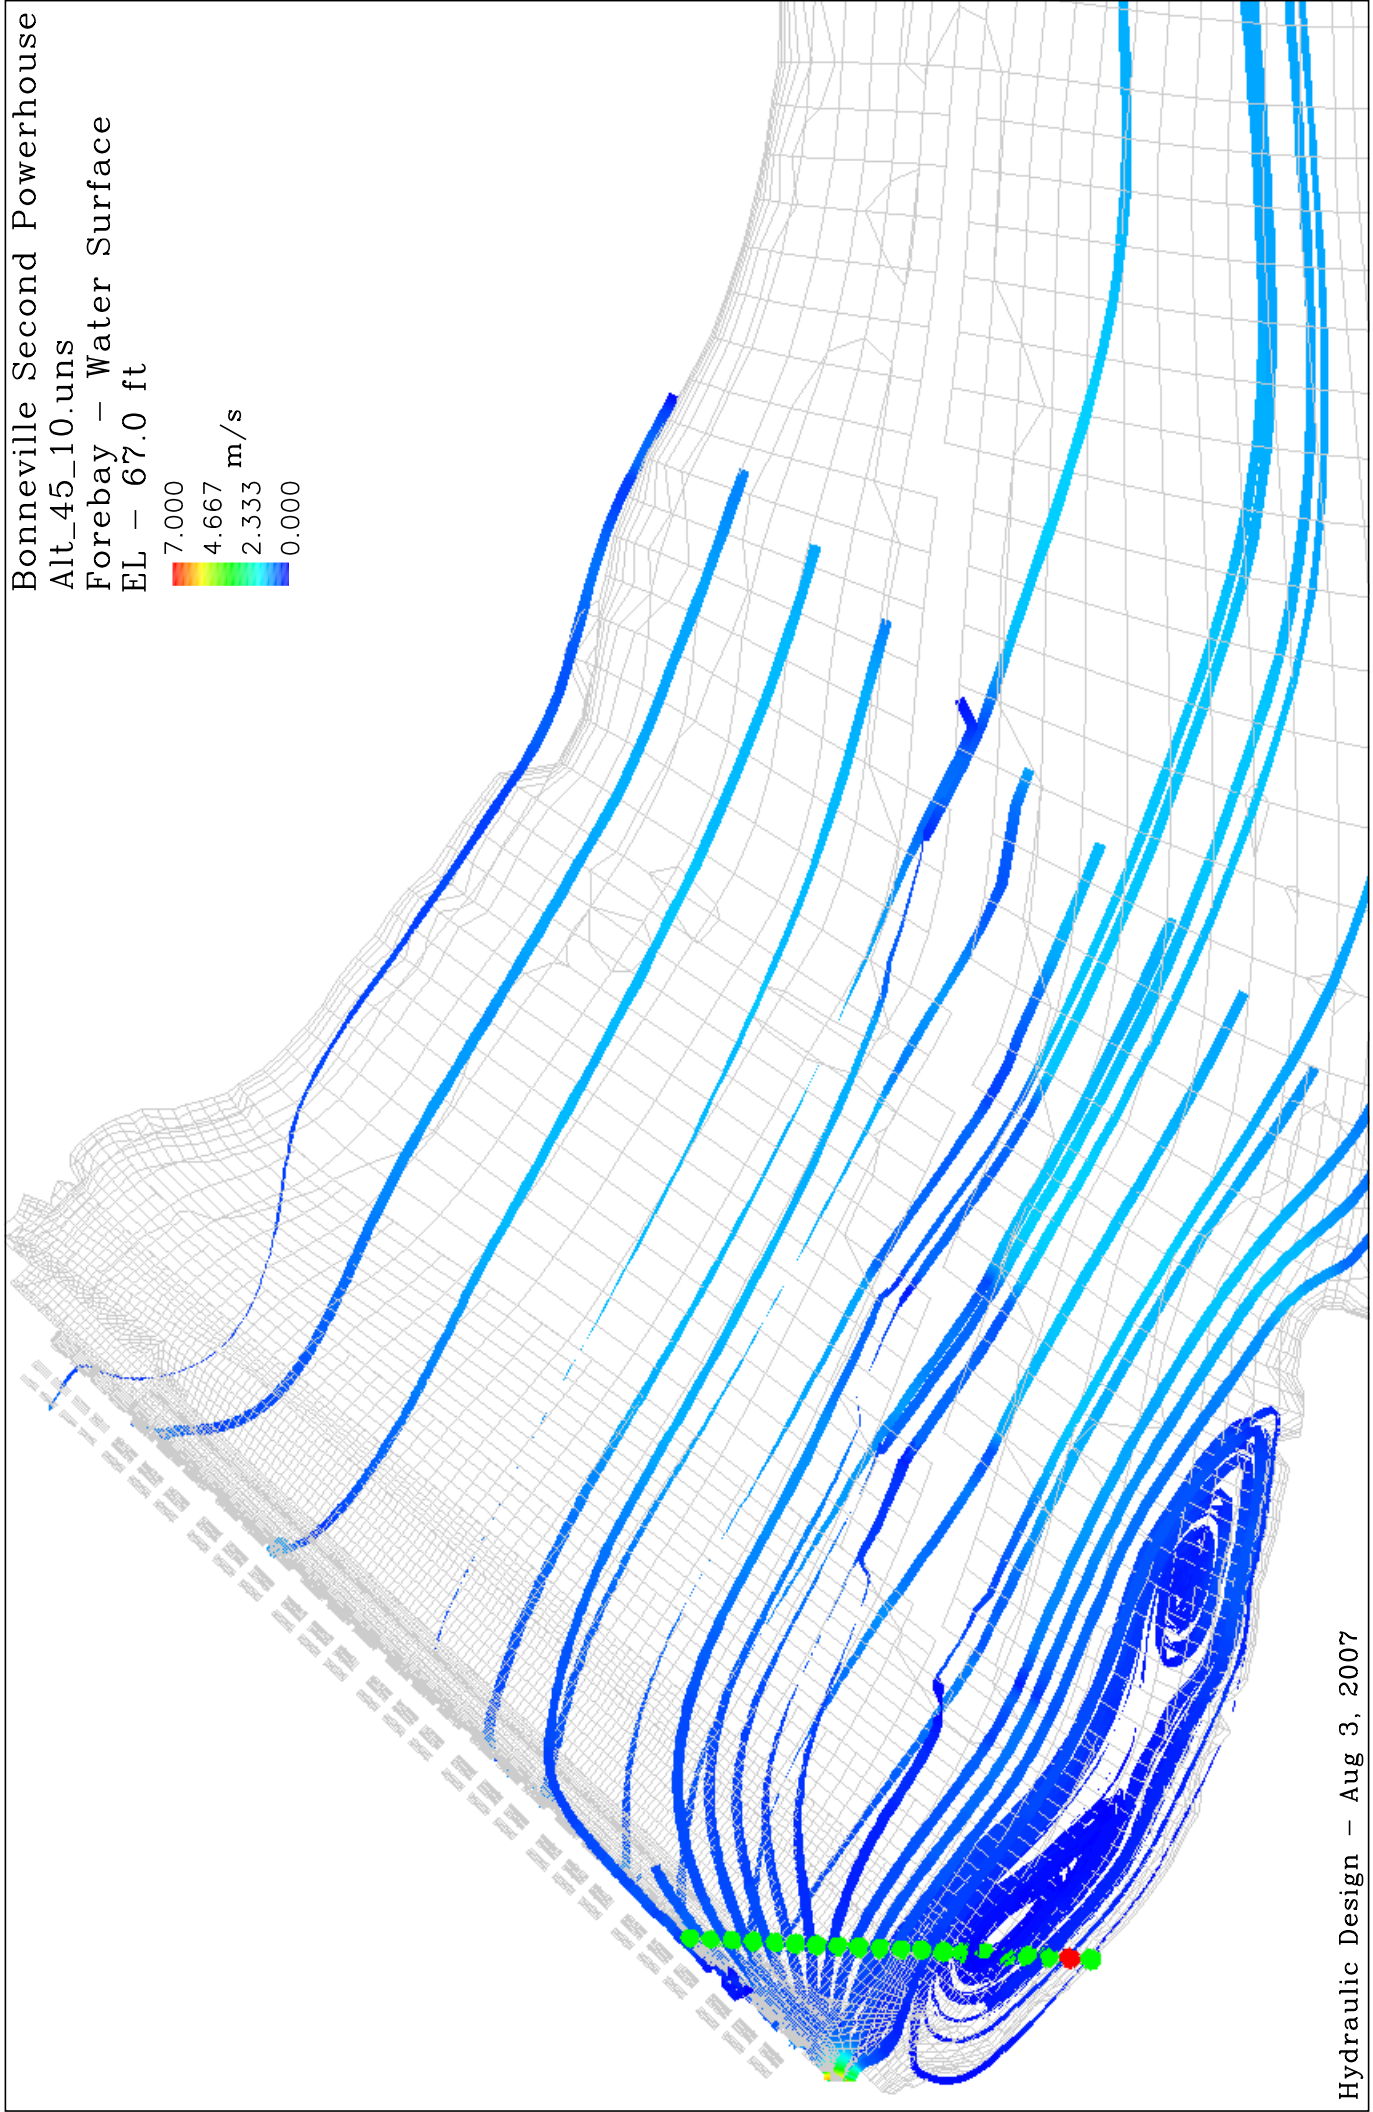 Bonneville Second Powerhouse
Alt_45_10.uns
Forebay – Water Surface
EL – 67.0 ft
7.000
4.667
m/s
2.333
0.000
Hydraulic Design – Aug 3, 2007